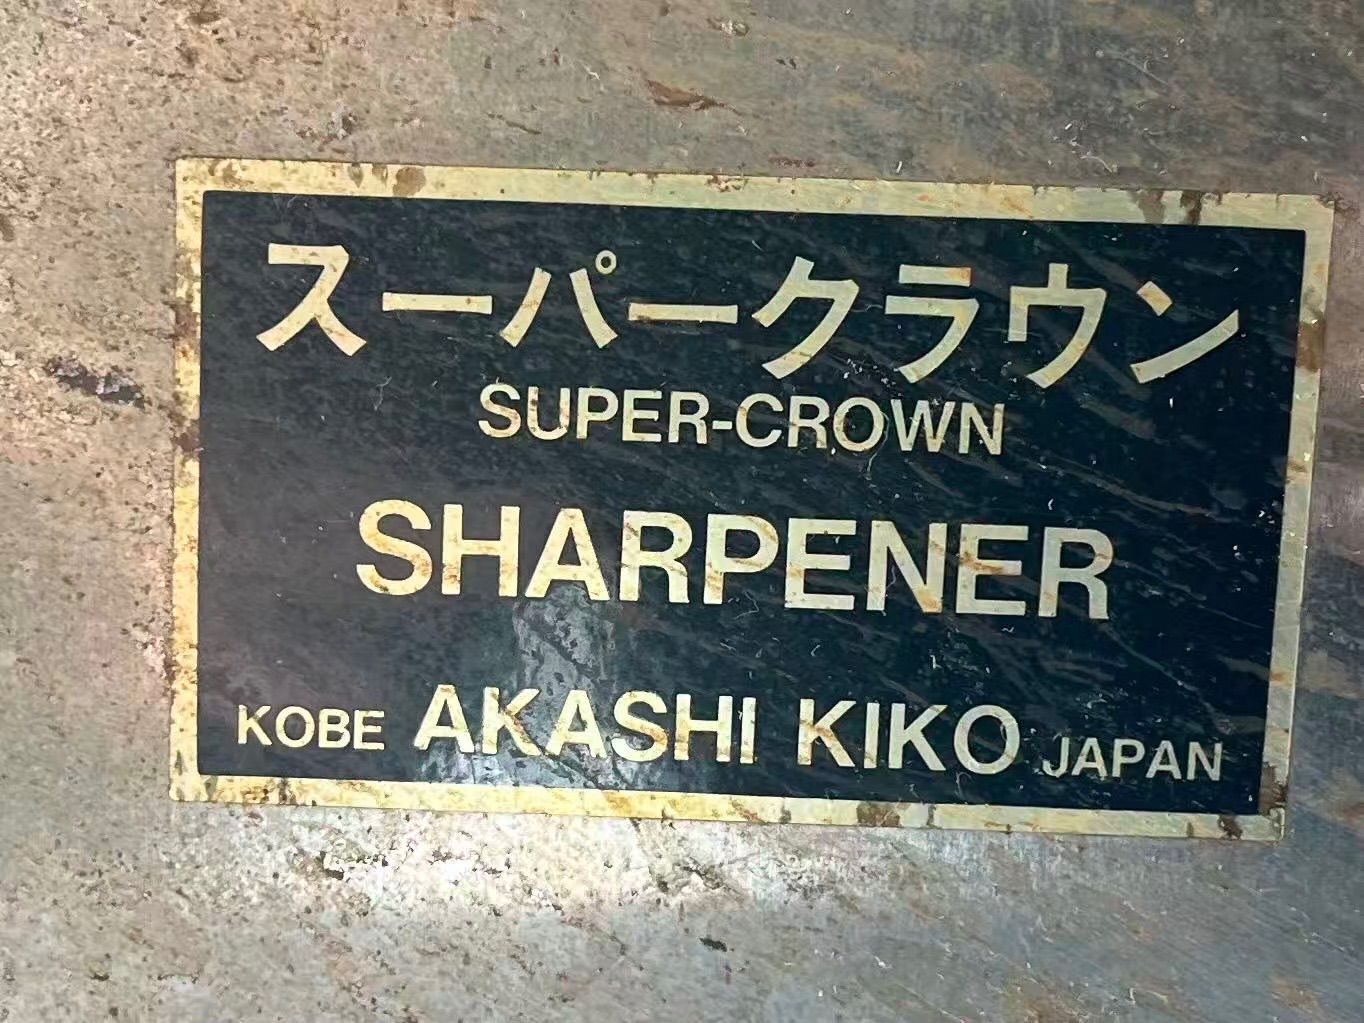 スーパークラウン
SUPER-CROWN
SHARPENER
KOBE AKASHI KIKO JAPAN